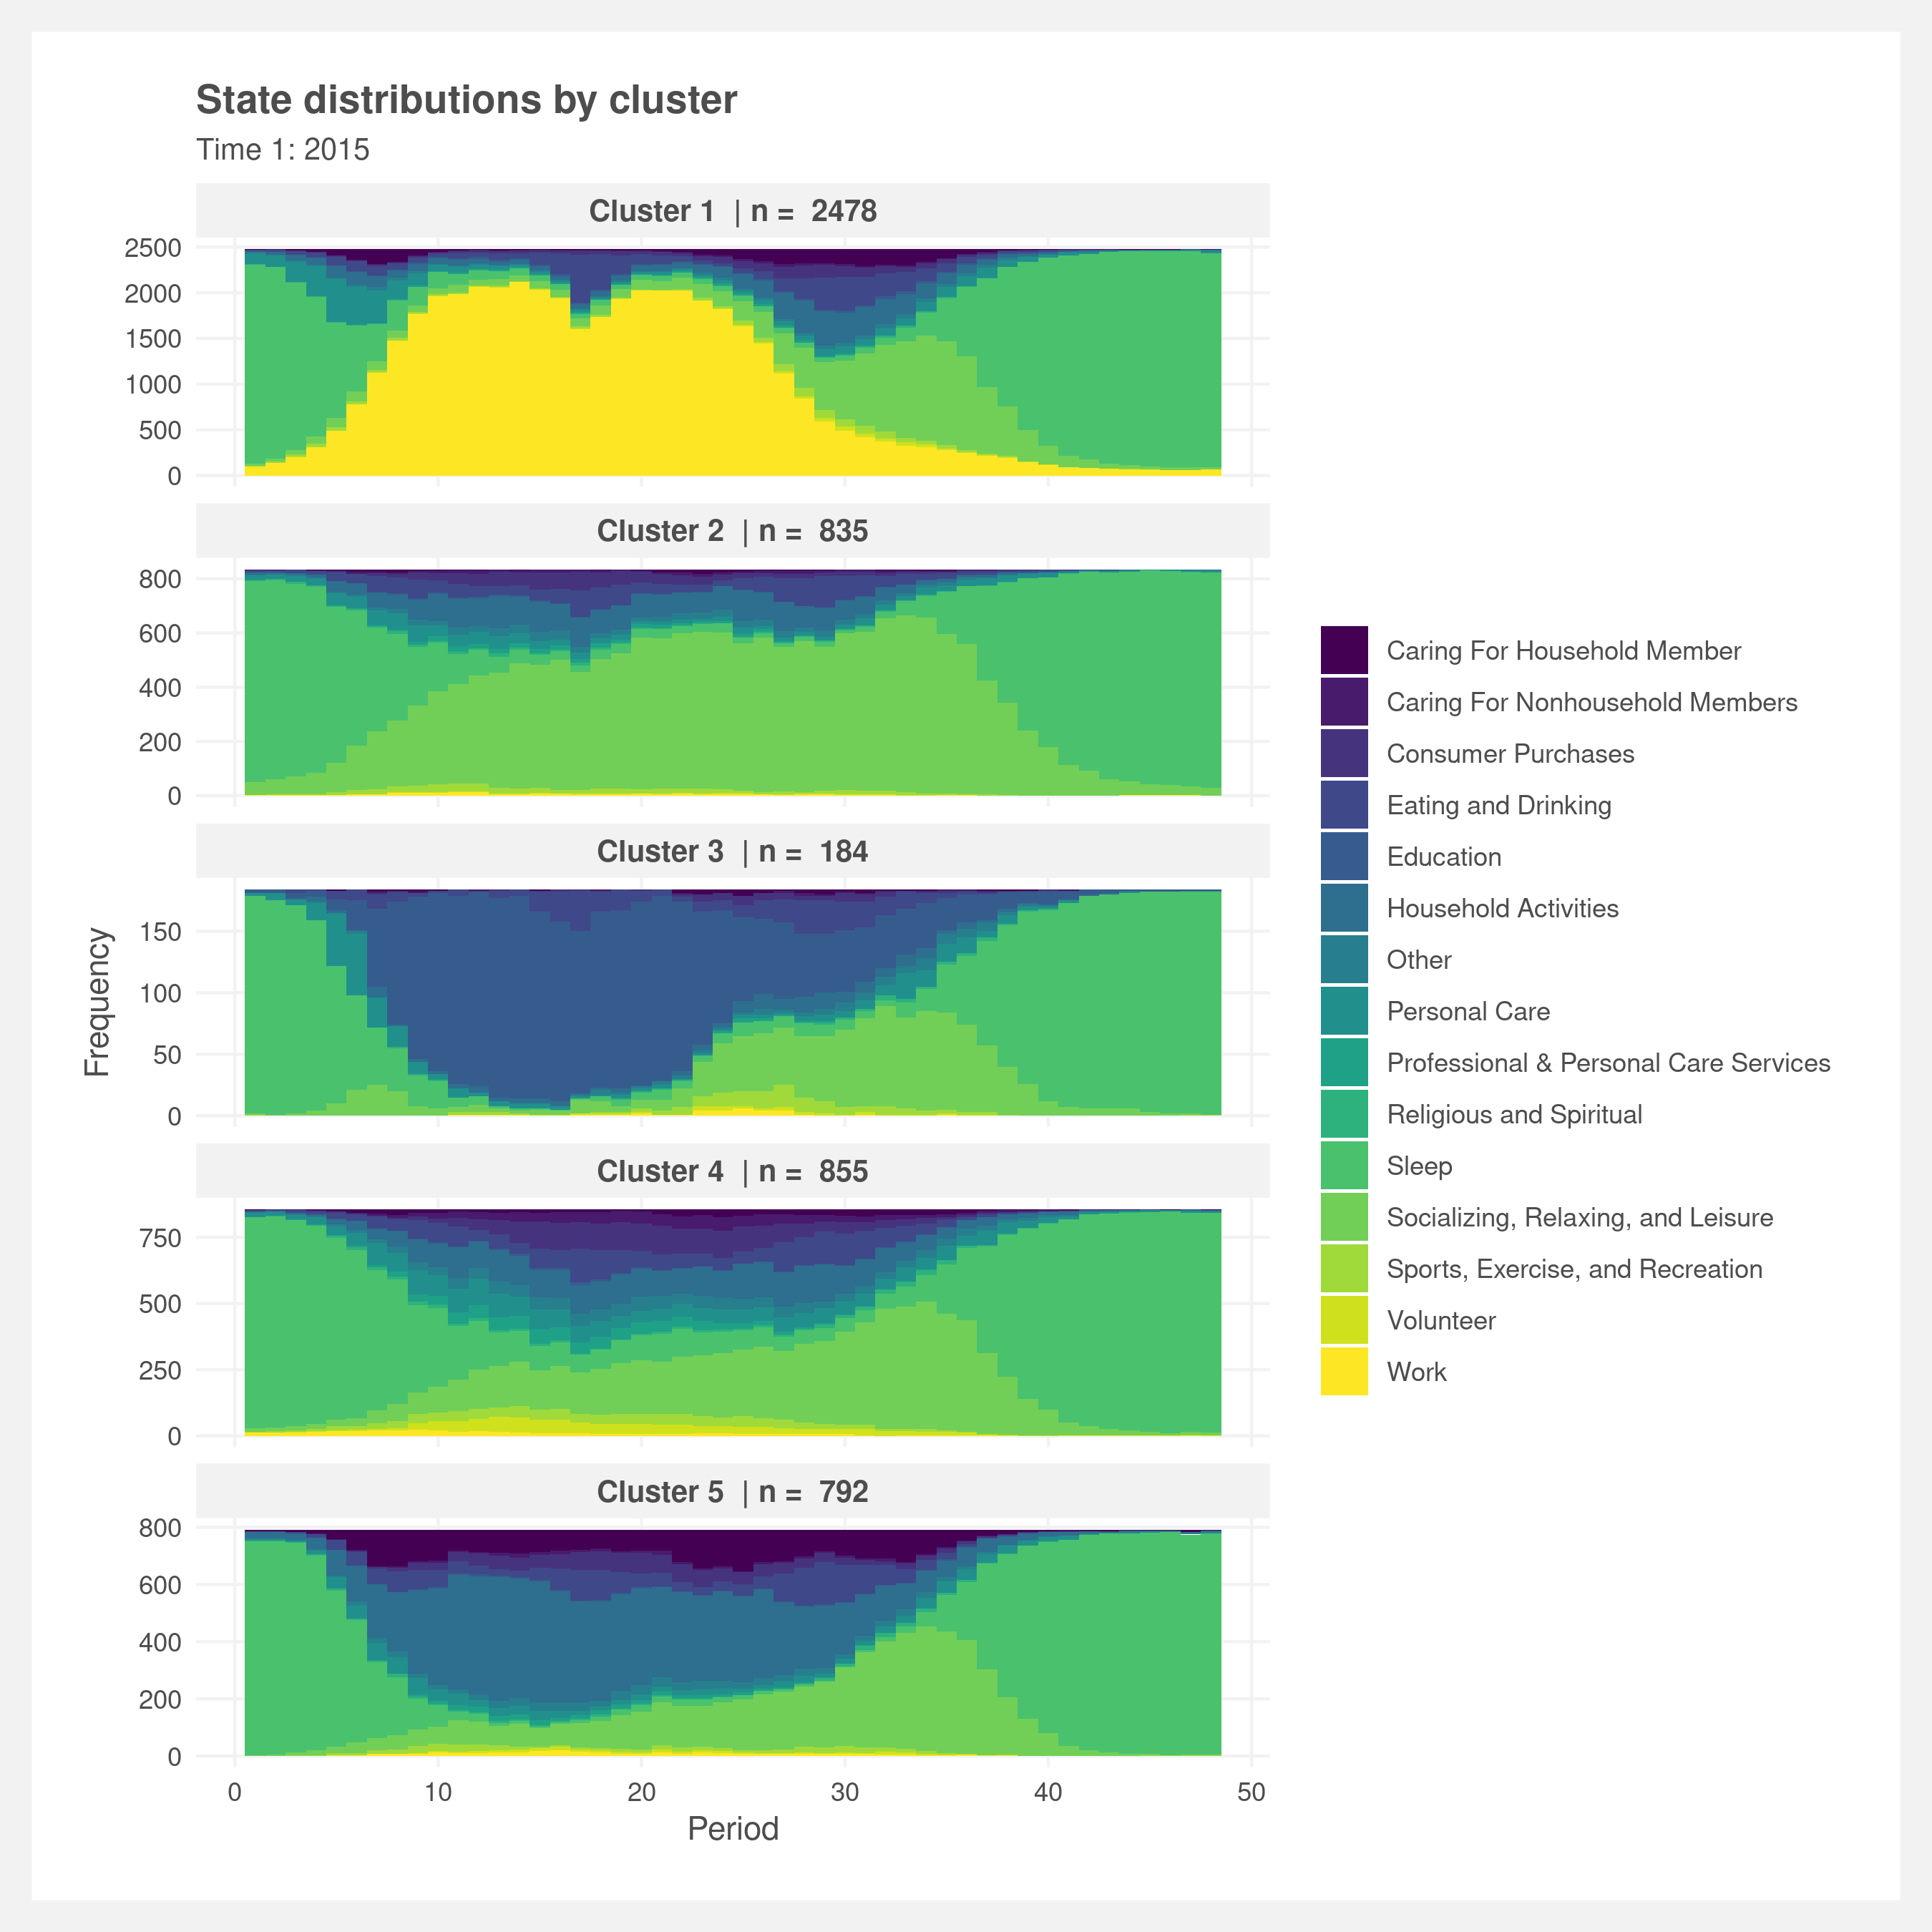 State distributions by cluster
Time 1: 2015
Cluster 1 | n = 2478
2500
2000
1500
1000
500
0
Cluster 2 | n = 835
800
600
400
200
0
Cluster 3 | n = 184
150
100
50
0
Cluster 4 | n = 855
750
500
250
0
Cluster 5 | n = 792
800
600
400
200
0
0 10 20 30 40 50
Period
Frequency
Caring For Household Member
Caring For Nonhousehold Members
Consumer Purchases
Eating and Drinking
Education
Household Activities
Other
Personal Care
Professional & Personal Care Services
Religious and Spiritual
Sleep
Socializing, Relaxing, and Leisure
Sports, Exercise, and Recreation
Volunteer
Work